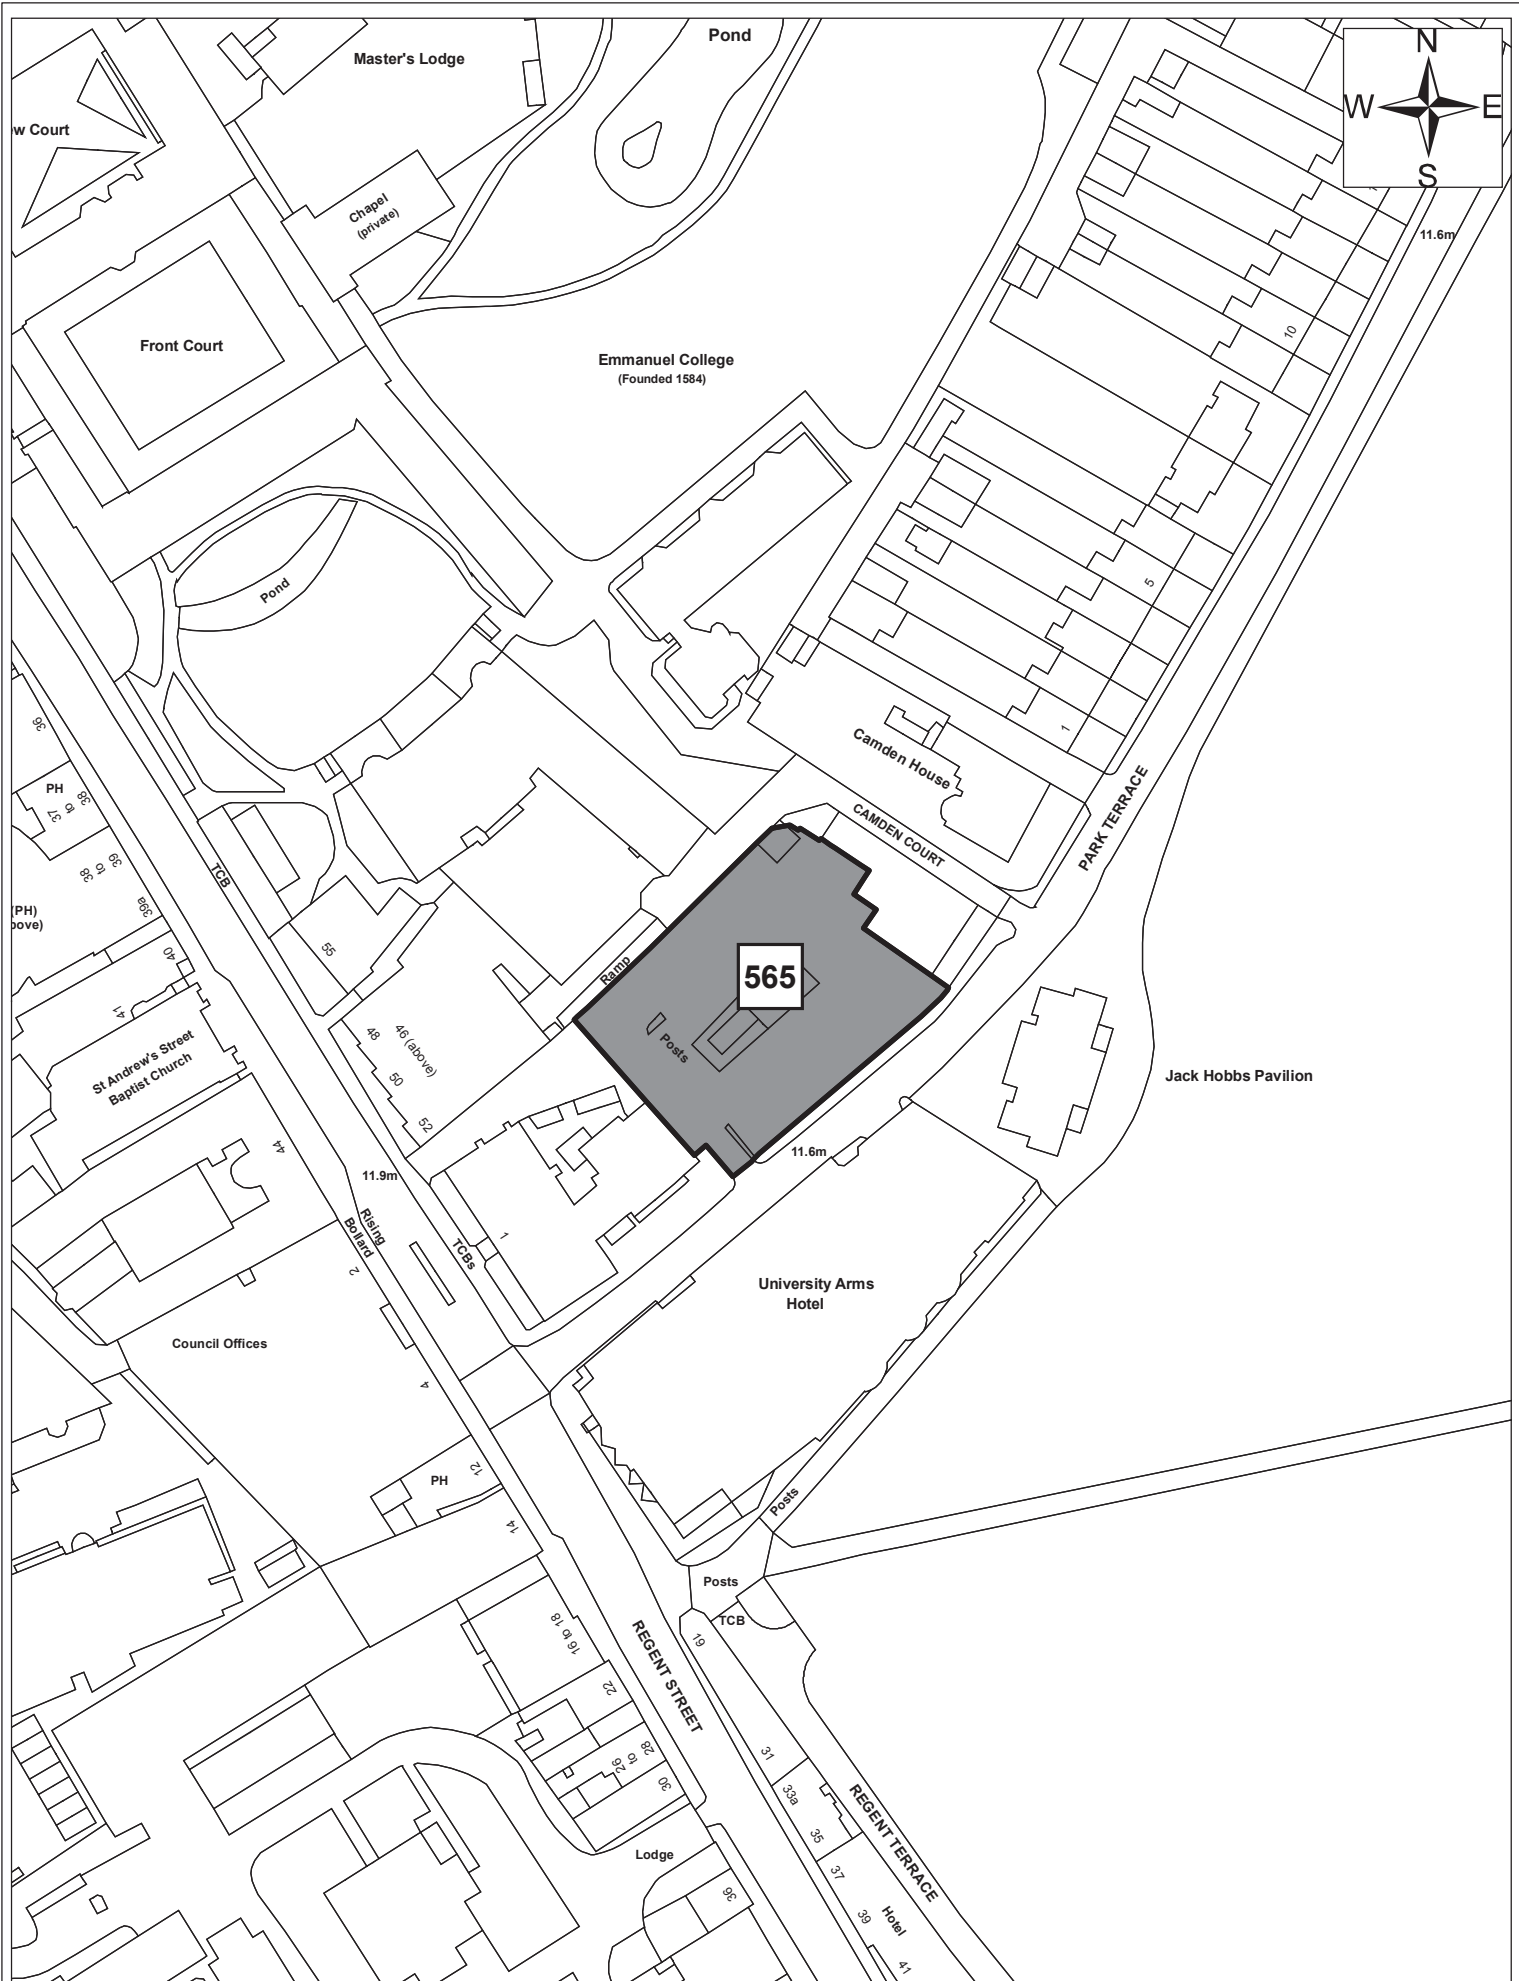 Pond
Master's Lodge
N
W
E
S
w Court
Chapel
(private)
11.6m
Front Court
10
Emmanuel College
(Founded 1584)
Pond
5
36
1
Camden House
PH
37
to
38
CAMDEN COURT
PARK TERRACE
38
to
39
TCB
39a
(PH)
bove)
55
40
Ramp
565
41
48
46 (above)
50
52
Posts
St Andrew's Street
Baptist Church
Jack Hobbs Pavilion
44
11.6m
11.9m
Rising
Bollard
1
TCBs
2
University Arms
Hotel
Council Offices
4
12
PH
14
Posts
Posts
TCB
16 to 18
19
REGENT STREET
22
26
to
28
30
31
33a
35
REGENT TERRACE
Lodge
37
36
39
Hotel
41